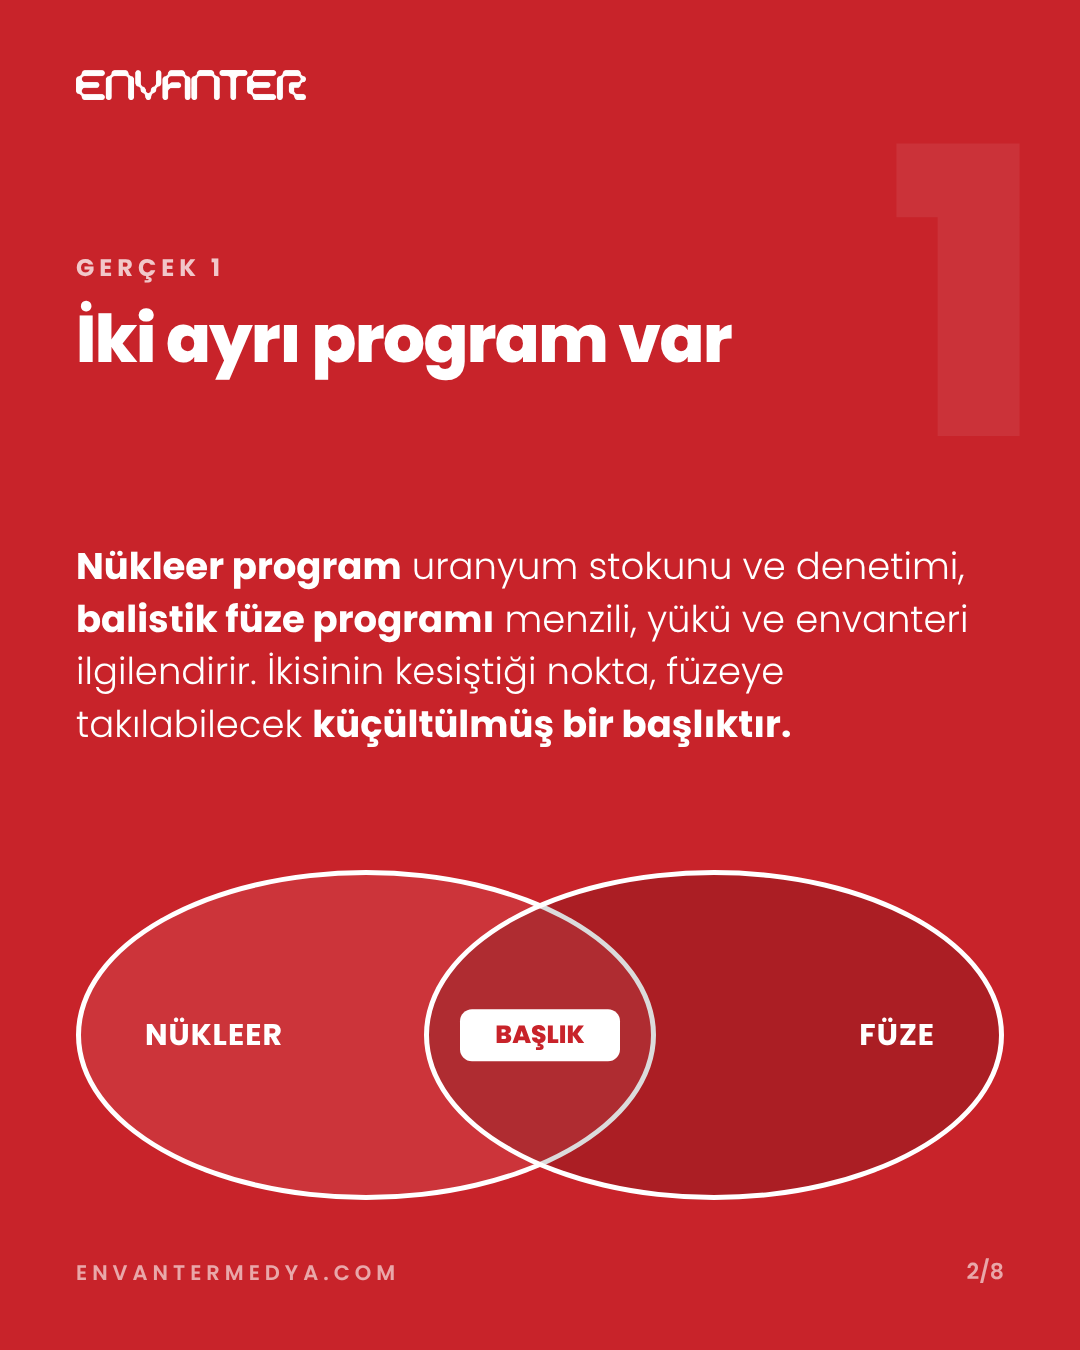 ENVANTER
1
GERÇEK 1
İki ayrı program var
Nükleer program uranyum stokunu ve denetimi,
balistik füze programı menzili, yükü ve envanteri
ilgilendirir. İkisinin kesiştiği nokta, füzeye
takılabilecek küçültülmüş bir başlıktır.
NÜKLEER
BAŞLIK
FÜZE
ENVANTERMEDYA.COM
2/8